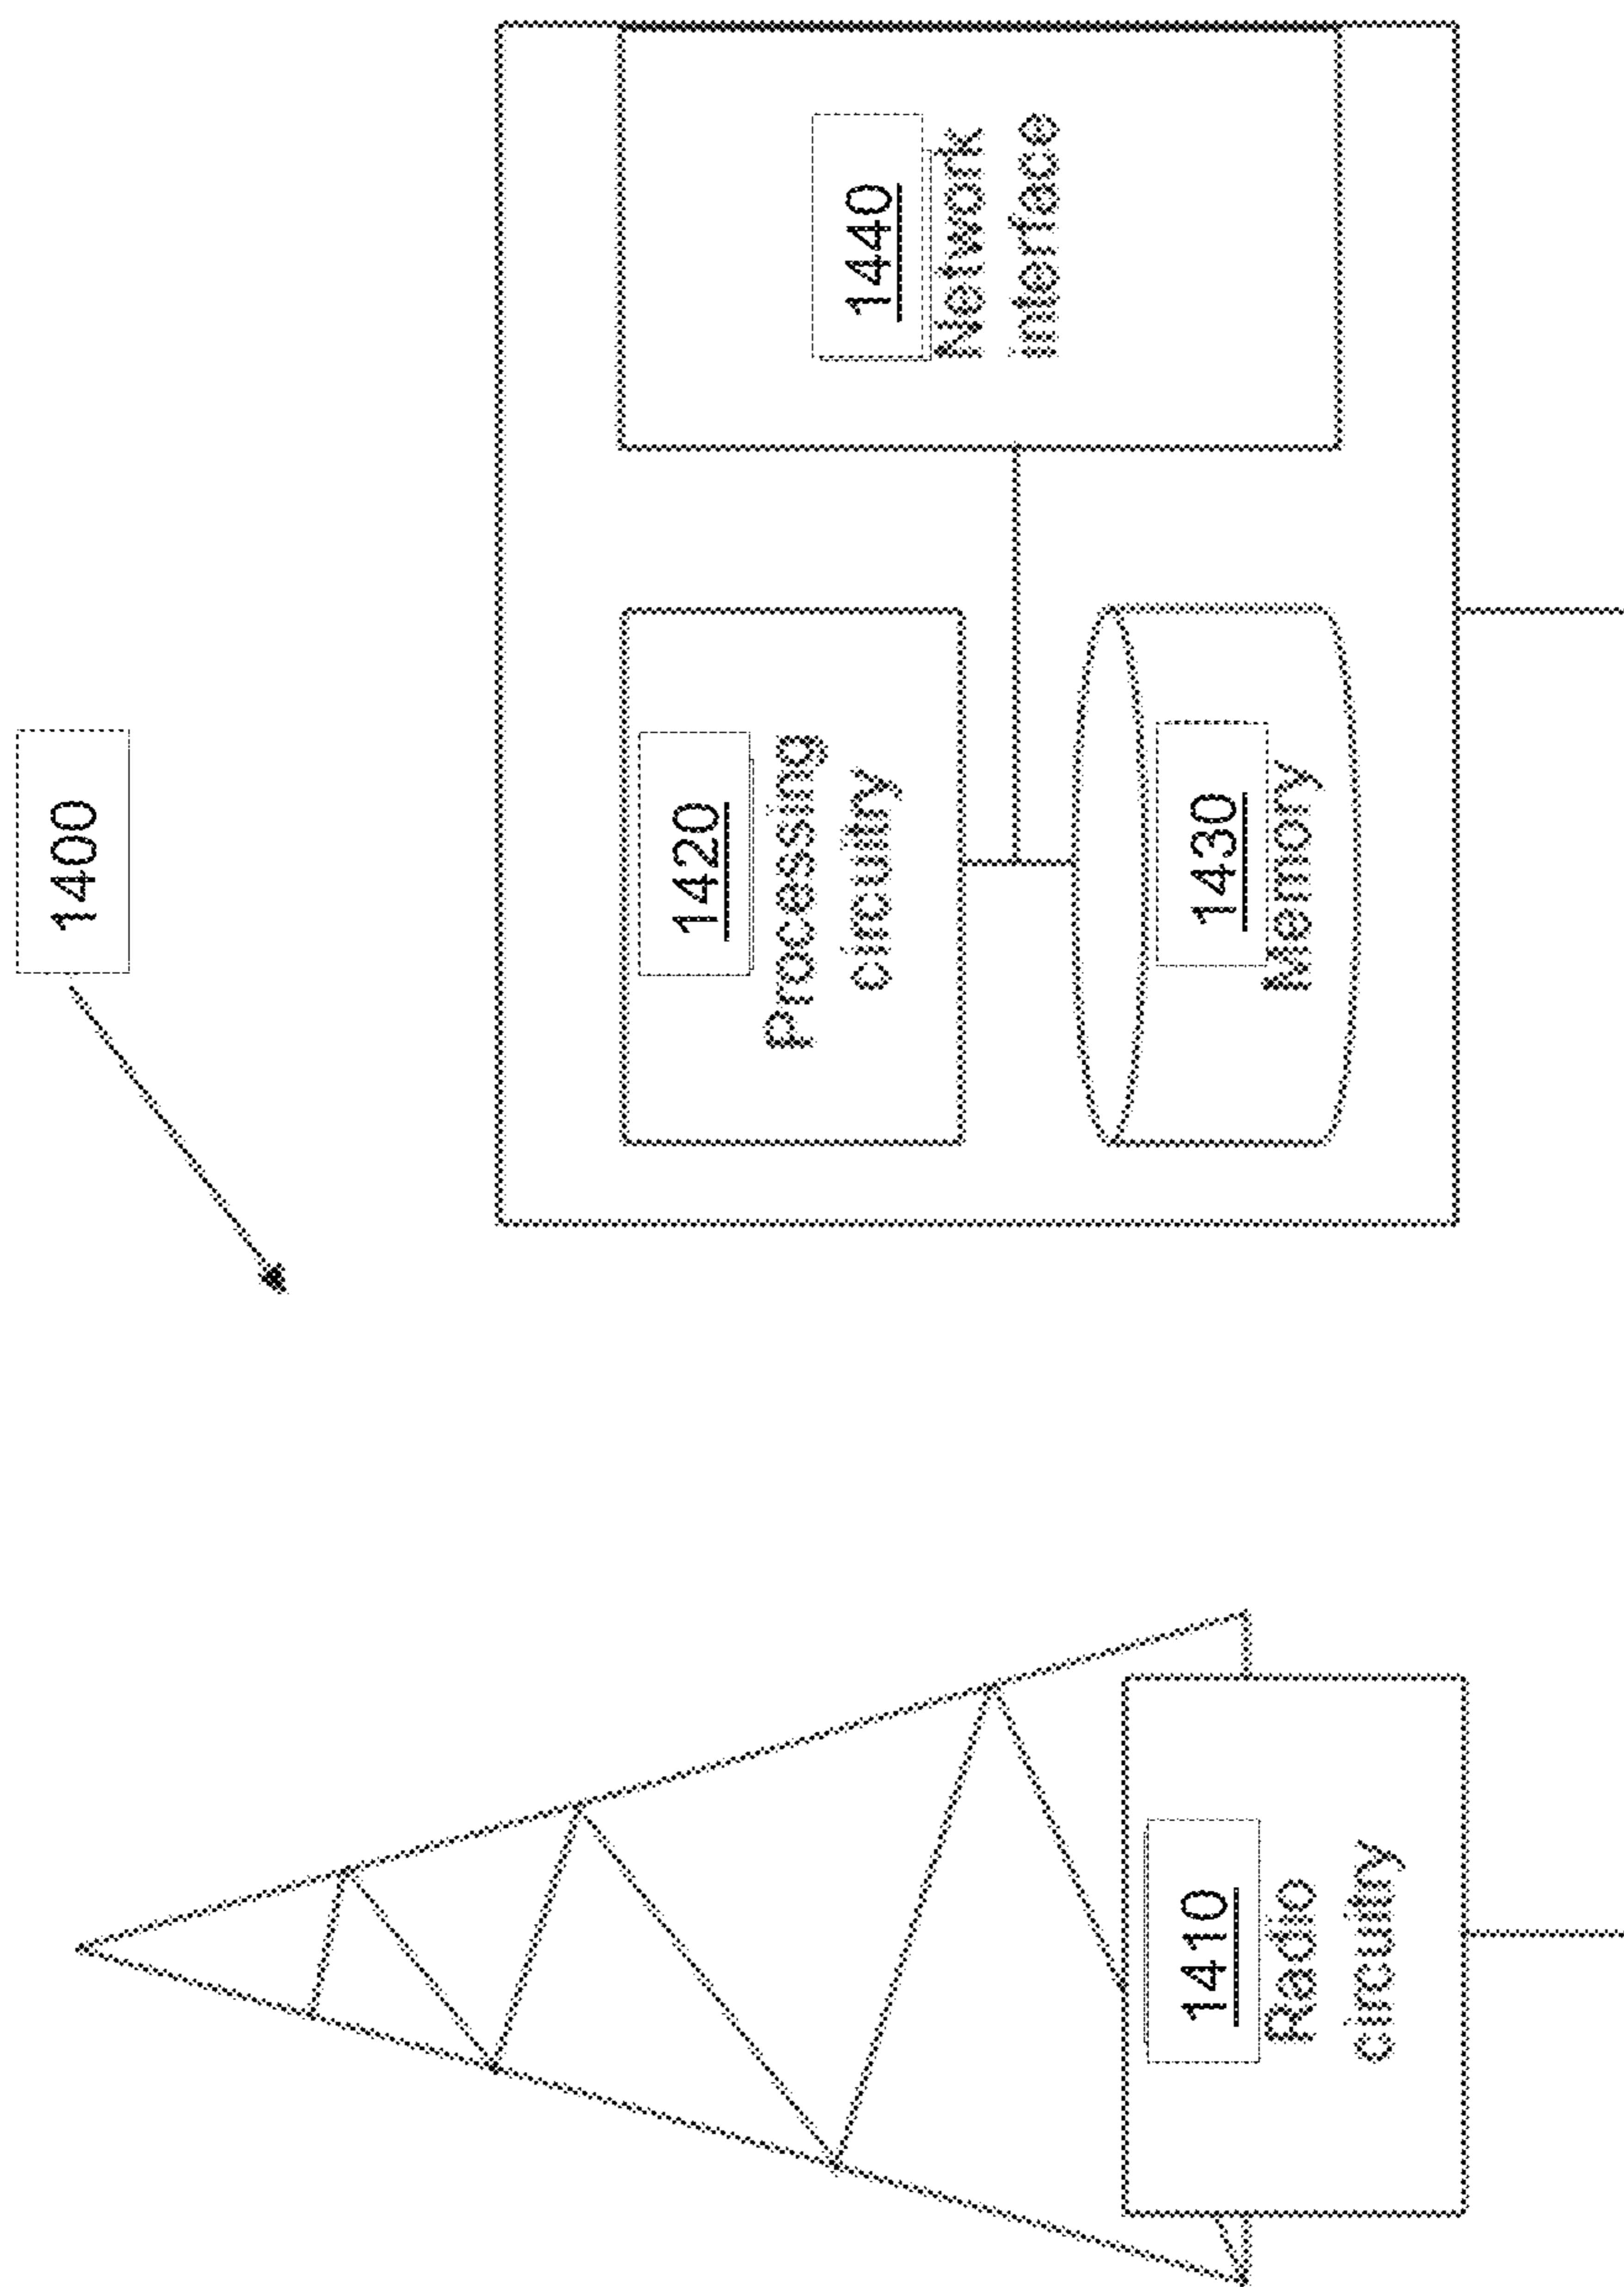 1400
1410
Radio
circuitry
1420
Processing
circuitry
1430
Memory
1440
Network
interface